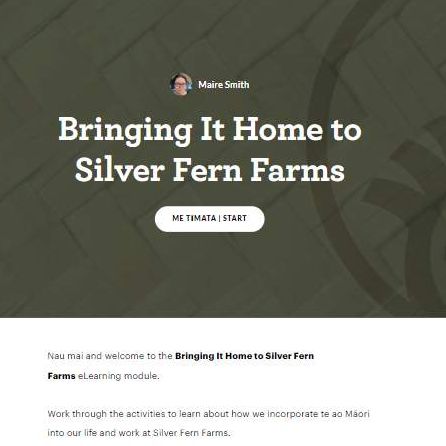 Maire Smith
Bringing It Home to
Silver Fern Farms
ME TĪMATA | START
Nau mai and welcome to the Bringing It Home to Silver Fern
Farms eLearning module.
Work through the activities to learn about how we incorporate te ao Māori
into our life and work at Silver Fern Farms.